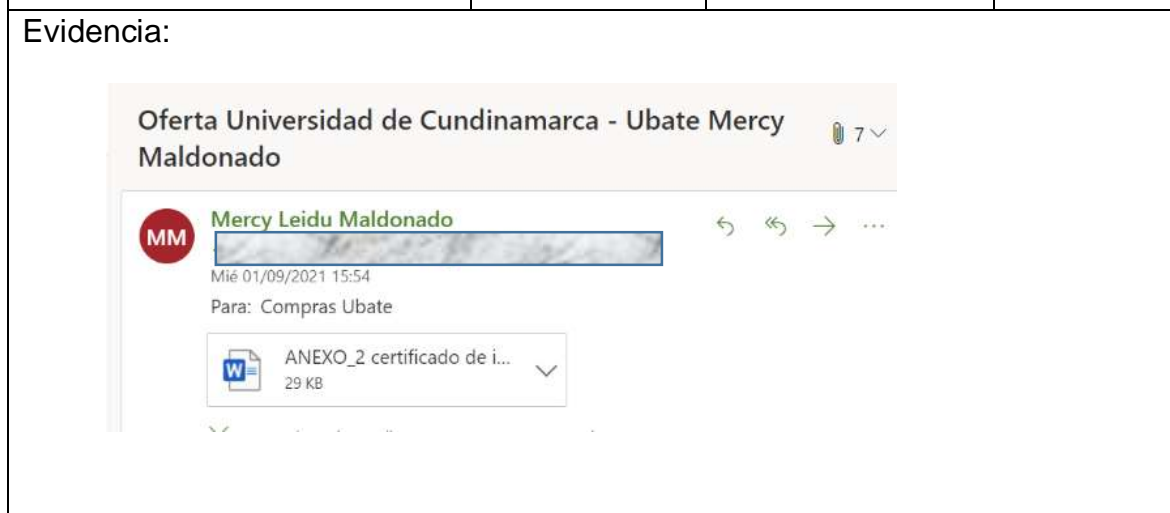 Evidencia:
Oferta Universidad de Cundinamarca - Ubate Mercy
Maldonado
7
MM
Mercy Leidu Maldonado
Mié 01/09/2021 15:54
Para: Compras Ubate
W
ANEXO_2 certificado de i...
29 KB